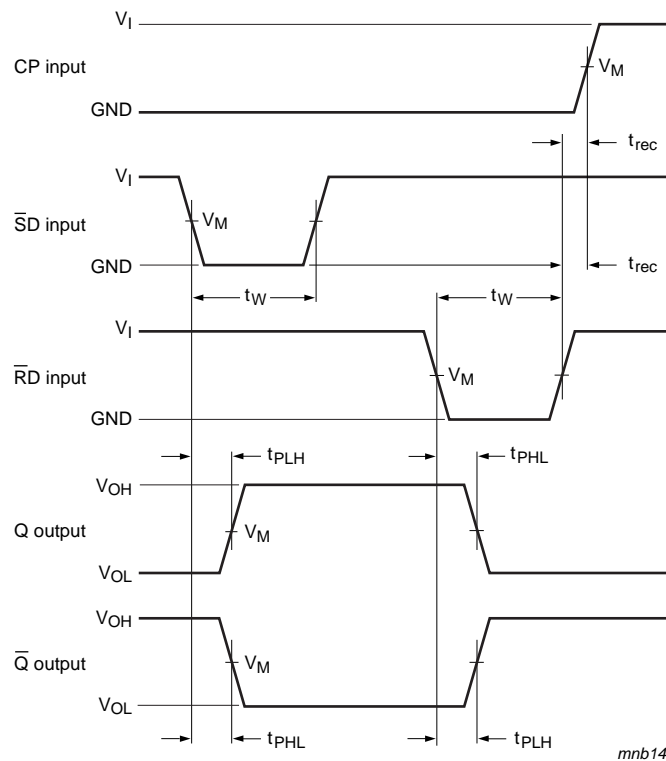 V_I
CP input
V_M
GND
t_rec
V_I
S̅D input
V_M
GND
t_rec
t_W t_W
V_I
R̅D input
V_M
GND
t_PLH t_PHL
V_OH
Q output
V_M
V_OL
V_OH
Q̅ output
V_M
V_OL
t_PHL t_PLH
mnb14